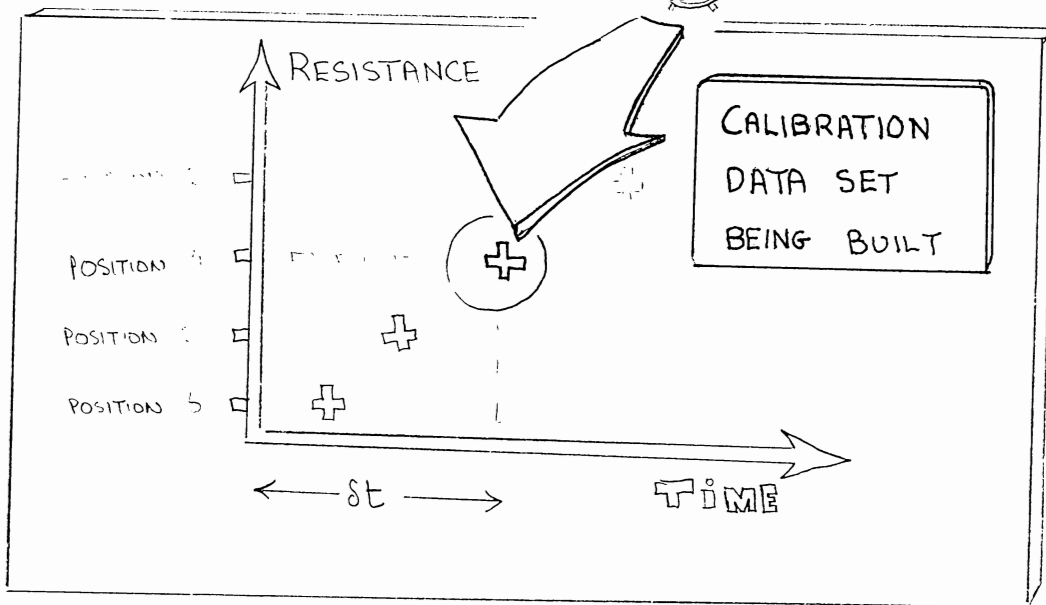 RESISTANCE
CALIBRATION
DATA SET
BEING BUILT
POSITION
POSITION
POSITION
δt
TiME